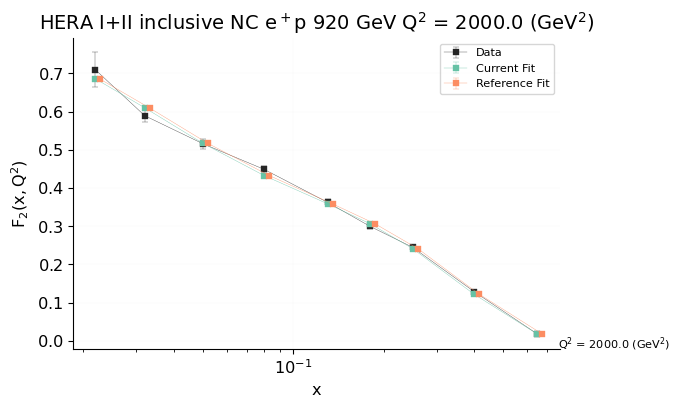 HERA I+II inclusive NC e⁺p 920 GeV Q² = 2000.0 (GeV²)
Data
Current Fit
Reference Fit
F₂(x, Q²)
0.7
0.6
0.5
0.4
0.3
0.2
0.1
0.0
Q² = 2000.0 (GeV²)
10⁻¹
x